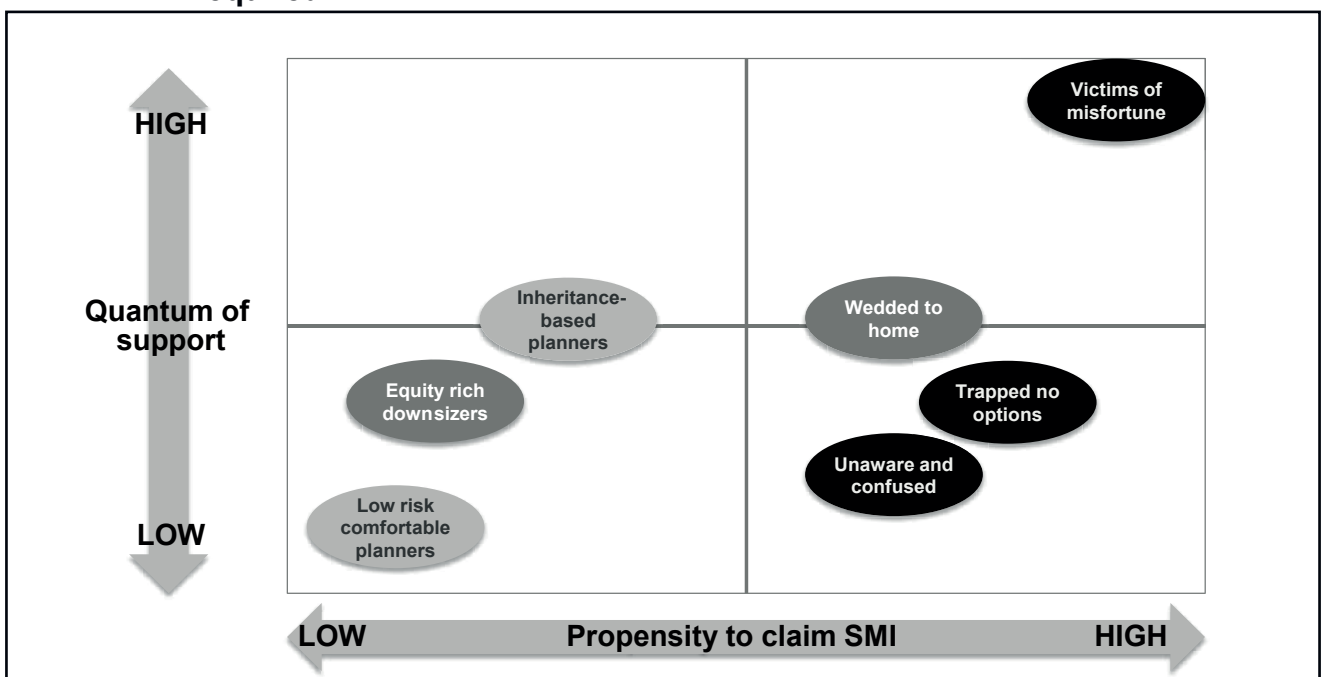 HIGH
Victims of
misfortune
Quantum of
support
Inheritance-
based
planners
Wedded to
home
Equity rich
downsizers
Trapped no
options
Unaware and
confused
Low risk
comfortable
planners
LOW
LOW Propensity to claim SMI HIGH